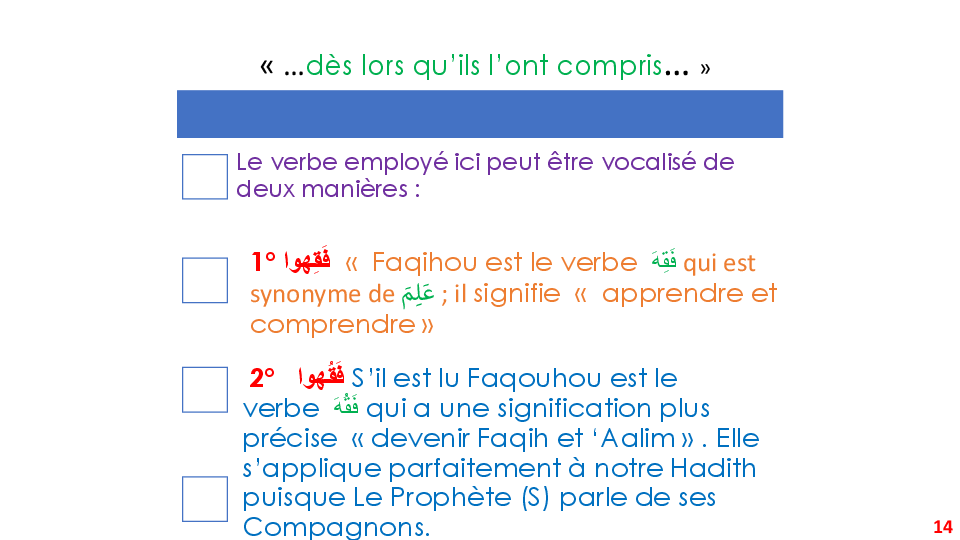 « ...dès lors qu’ils l’ont compris... »
Le verbe employé ici peut être vocalisé de
deux manières :
1° فَقِهوا « Faqihou est le verbe فَقِهَ qui est
synonyme de عَلِمَ ; il signifie « apprendre et
comprendre »
2° فَقُهوا S’il est lu Faqouhou est le
verbe فَقُهَ qui a une signification plus
précise « devenir Faqih et ‘Aalim » . Elle
s’applique parfaitement à notre Hadith
puisque Le Prophète (S) parle de ses
Compagnons.
14